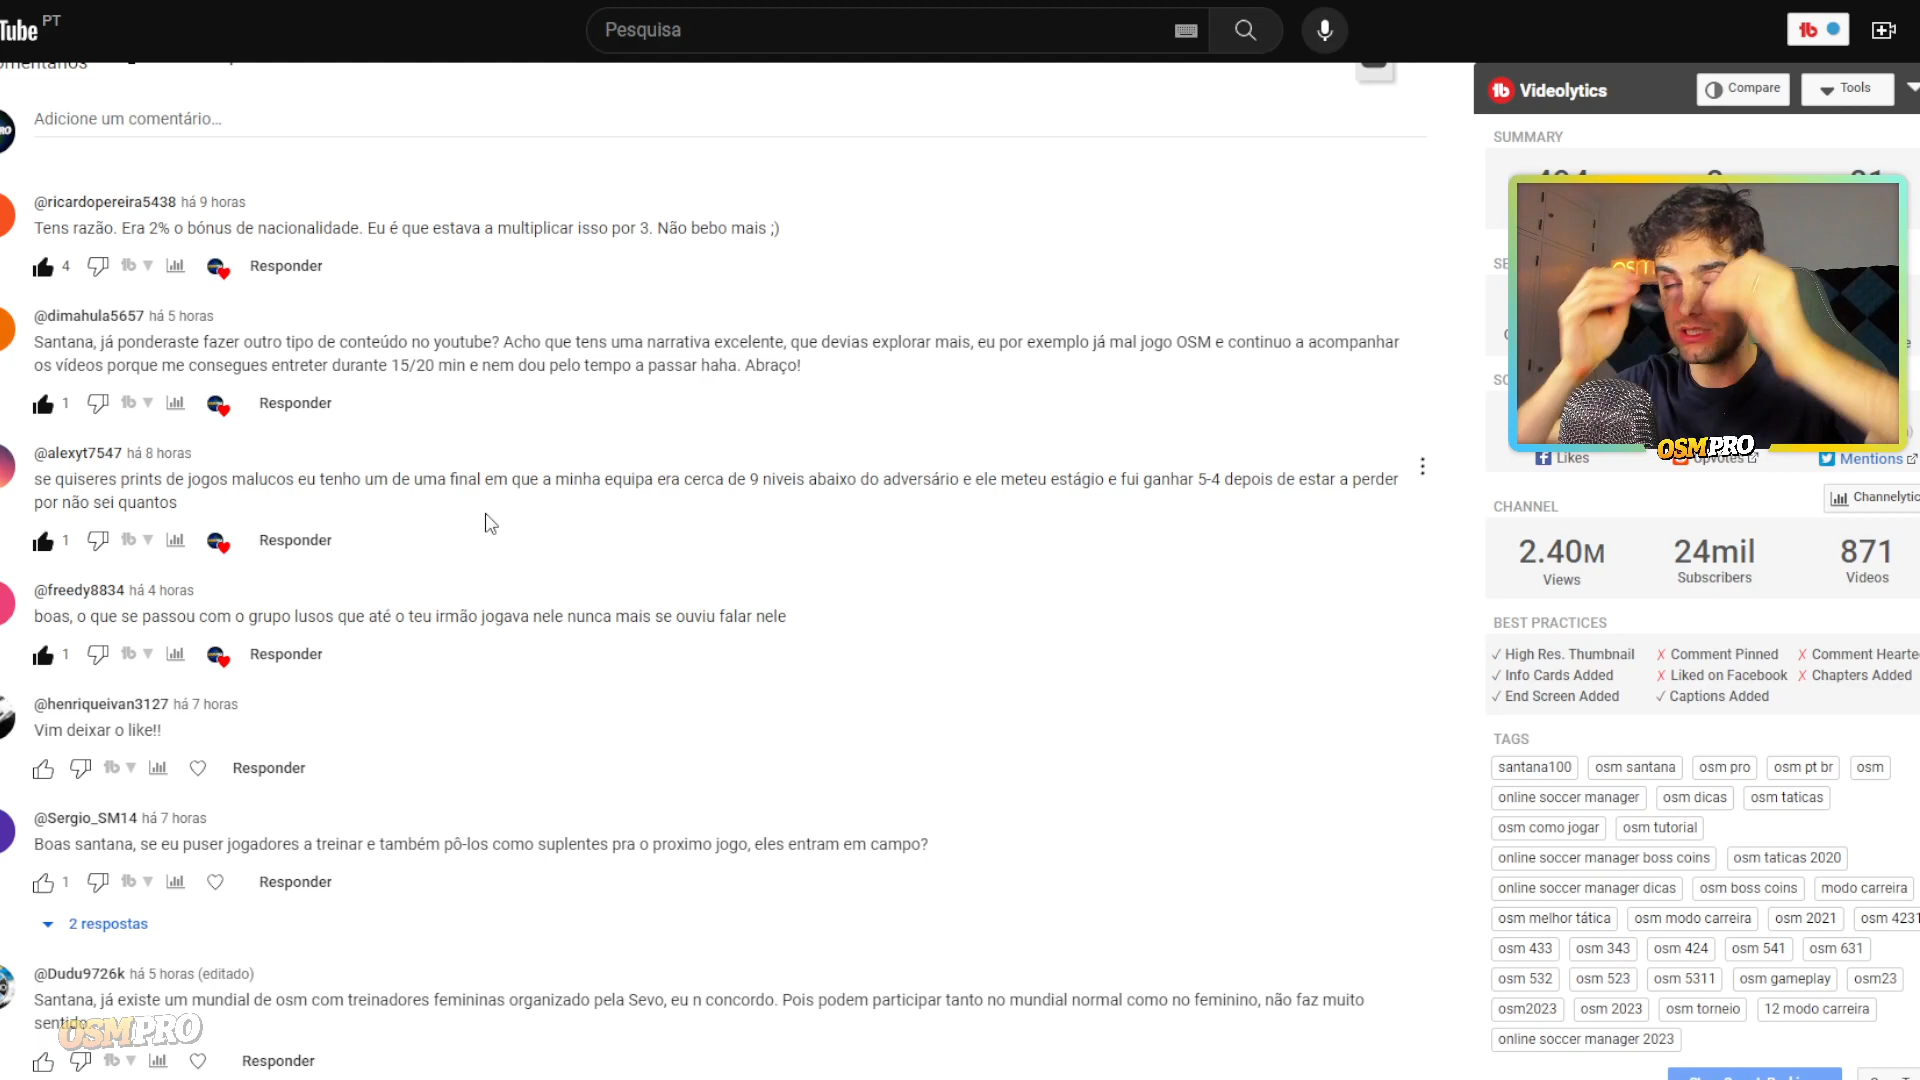 Tube PT
Pesquisa
Adicione um comentário...
@ricardopereira5438 há 9 horas
Tens razão. Era 2% o bónus de nacionalidade. Eu é que estava a multiplicar isso por 3. Não bebo mais ;)
4
Responder
@dimahula5657 há 5 horas
Santana, já ponderaste fazer outro tipo de conteúdo no youtube? Acho que tens uma narrativa excelente, que devias explorar mais, eu por exemplo já mal jogo OSM e continuo a acompanhar
os vídeos porque me consegues entreter durante 15/20 min e nem dou pelo tempo a passar haha. Abraço!
1
Responder
@alexyt7547 há 8 horas
se quiseres prints de jogos malucos eu tenho um de uma final em que a minha equipa era cerca de 9 niveis abaixo do adversário e ele meteu estágio e fui ganhar 5-4 depois de estar a perder
por não sei quantos
1
Responder
@freedy8834 há 4 horas
boas, o que se passou com o grupo lusos que até o teu irmão jogava nele nunca mais se ouviu falar nele
1
Responder
@henriqueivan3127 há 7 horas
Vim deixar o like!!
Responder
@Sergio_SM14 há 7 horas
Boas santana, se eu puser jogadores a treinar e também pô-los como suplentes pra o proximo jogo, eles entram em campo?
1
Responder
2 respostas
@Dudu9726k há 5 horas (editado)
Santana, já existe um mundial de osm com treinadores femininas organizado pela Sevo, eu n concordo. Pois podem participar tanto no mundial normal como no feminino, não faz muito
sentido
OSMPRO
Responder
Videolytics
Compare
Tools
SUMMARY
OSMPRO
Likes
Upvotes
Mentions
CHANNEL
Channelytic
2.40M 24mil 871
Views Subscribers Videos
BEST PRACTICES
✓ High Res. Thumbnail ✗ Comment Pinned ✗ Comment Hearte
✓ Info Cards Added ✗ Liked on Facebook ✗ Chapters Added
✓ End Screen Added ✓ Captions Added
TAGS
santana100 osm santana osm pro osm pt br osm
online soccer manager osm dicas osm taticas
osm como jogar osm tutorial
online soccer manager boss coins osm taticas 2020
online soccer manager dicas osm boss coins modo carreira
osm melhor tática osm modo carreira osm 2021 osm 4231
osm 433 osm 343 osm 424 osm 541 osm 631
osm 532 osm 523 osm 5311 osm gameplay osm23
osm2023 osm 2023 osm torneio 12 modo carreira
online soccer manager 2023